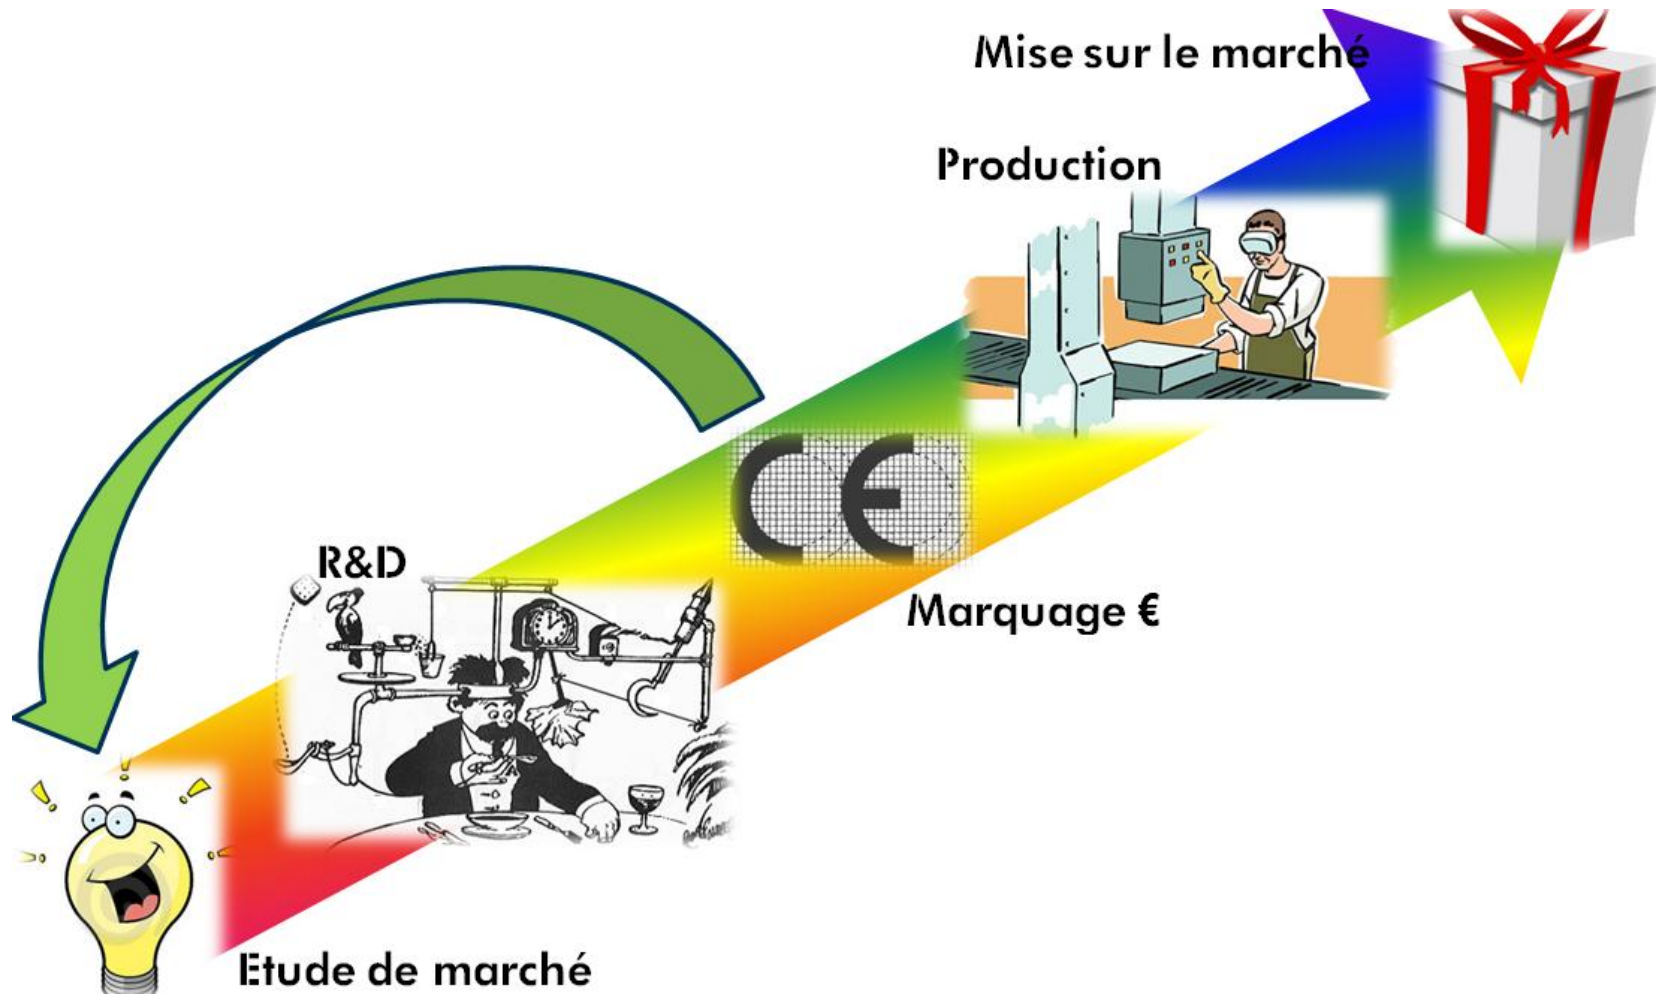 Mise sur le marché
Production
CE
R&D
Marquage €
Etude de marché